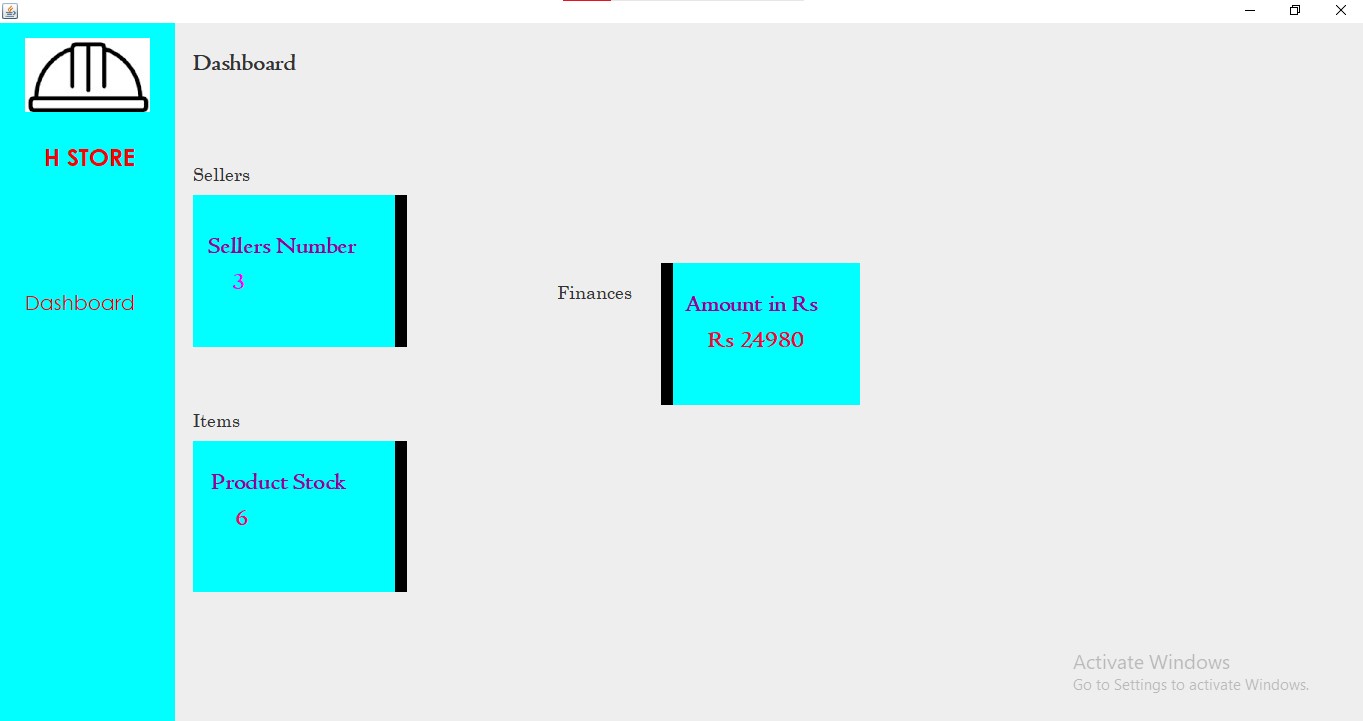 Dashboard
H STORE
Dashboard
Sellers
Sellers Number
3
Items
Product Stock
6
Finances
Amount in Rs
Rs 24980
Activate Windows
Go to Settings to activate Windows.